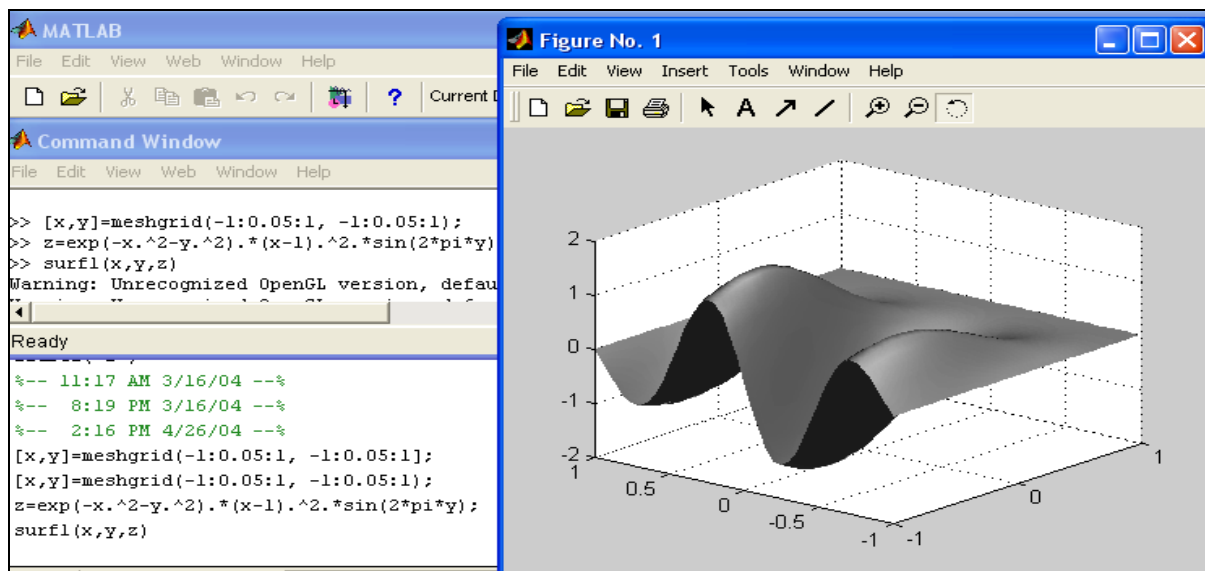 MATLAB
File Edit View Web Window Help
? Current
Command Window
File Edit View Web Window Help
>> [x,y]=meshgrid(-1:0.05:1, -1:0.05:1);
>> z=exp(-x.^2-y.^2).*(x-1).^2.*sin(2*pi*y)
>> surfl(x,y,z)
Warning: Unrecognized OpenGL version, defau
Ready
%-- 11:17 AM 3/16/04 --%
%-- 8:19 PM 3/16/04 --%
%-- 2:16 PM 4/26/04 --%
[x,y]=meshgrid(-1:0.05:1, -1:0.05:1];
[x,y]=meshgrid(-1:0.05:1, -1:0.05:1);
z=exp(-x.^2-y.^2).*(x-1).^2.*sin(2*pi*y);
surfl(x,y,z)
Figure No. 1
File Edit View Insert Tools Window Help
A
2
1
0
-1
-2
1
0.5
0
-0.5
-1
-1
0
1